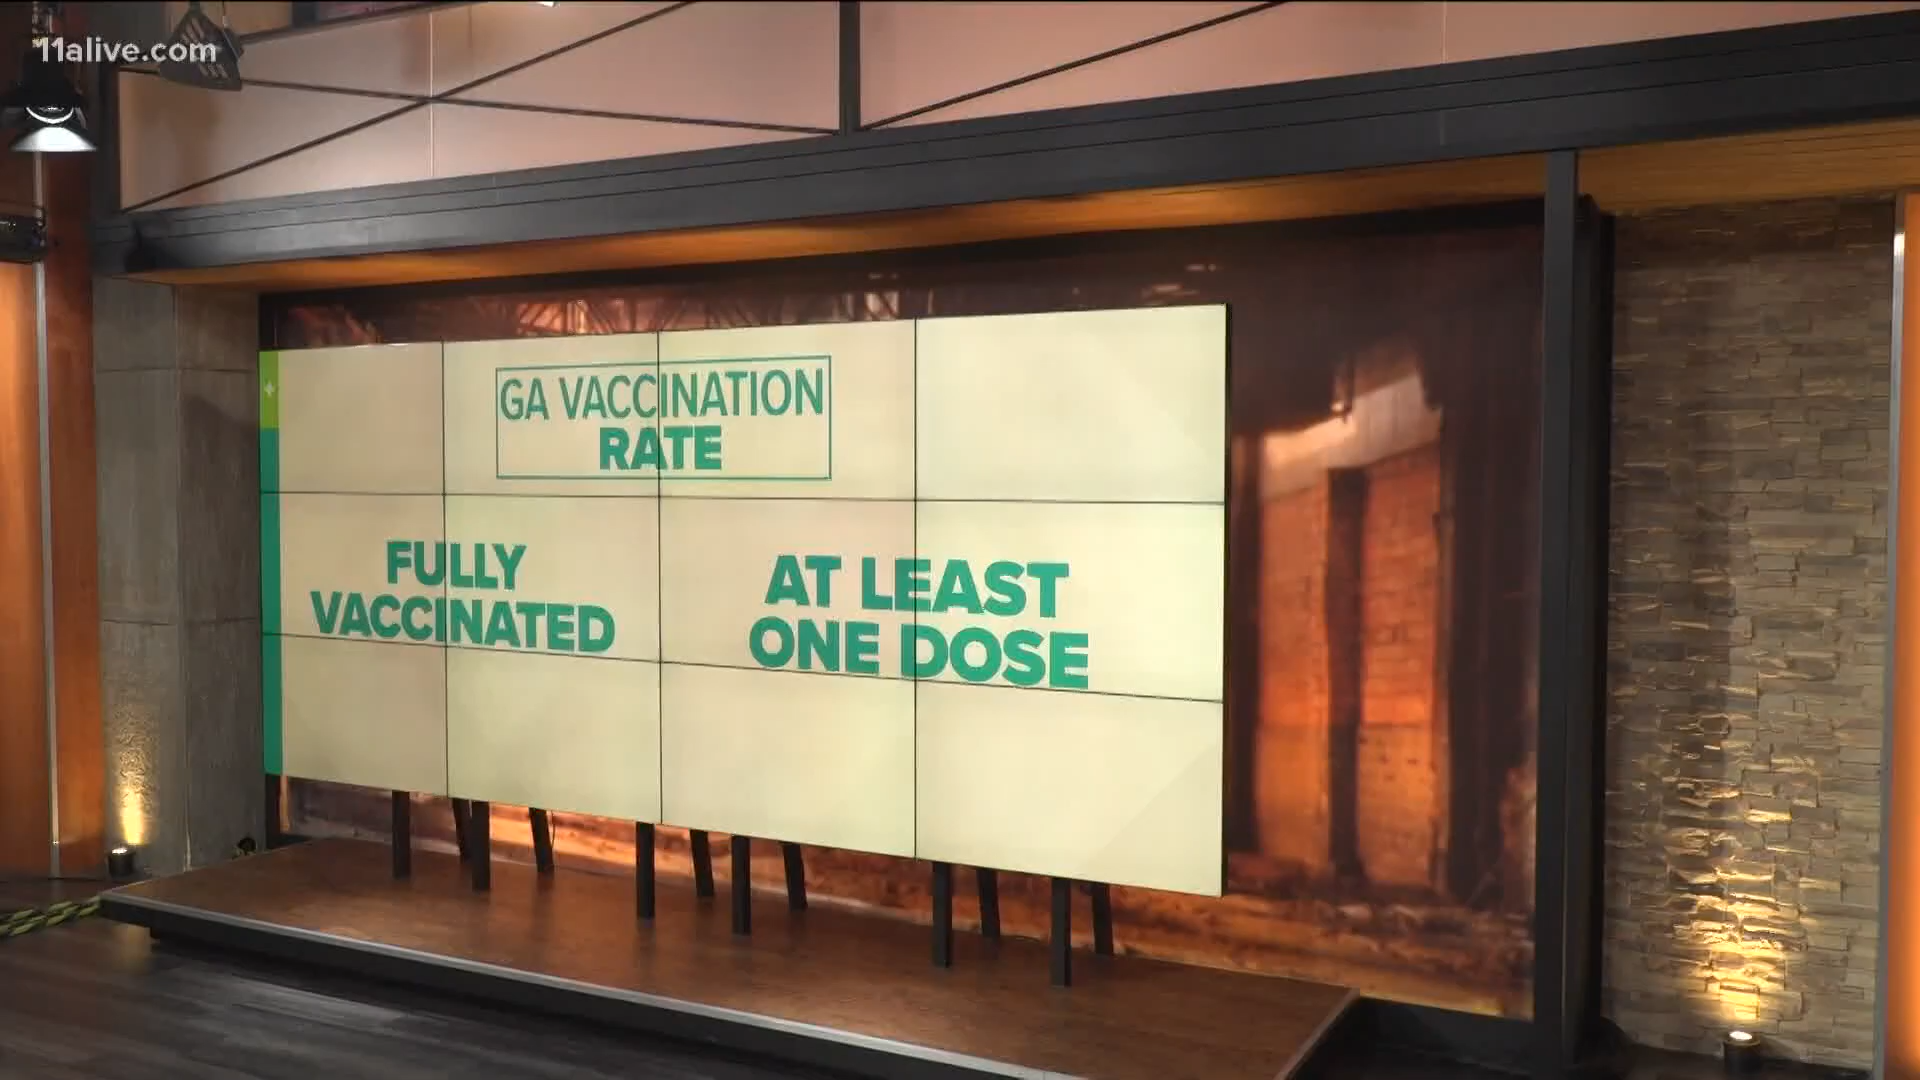 11alive.com
GA VACCINATION
RATE
FULLY
VACCINATED
AT LEAST
ONE DOSE